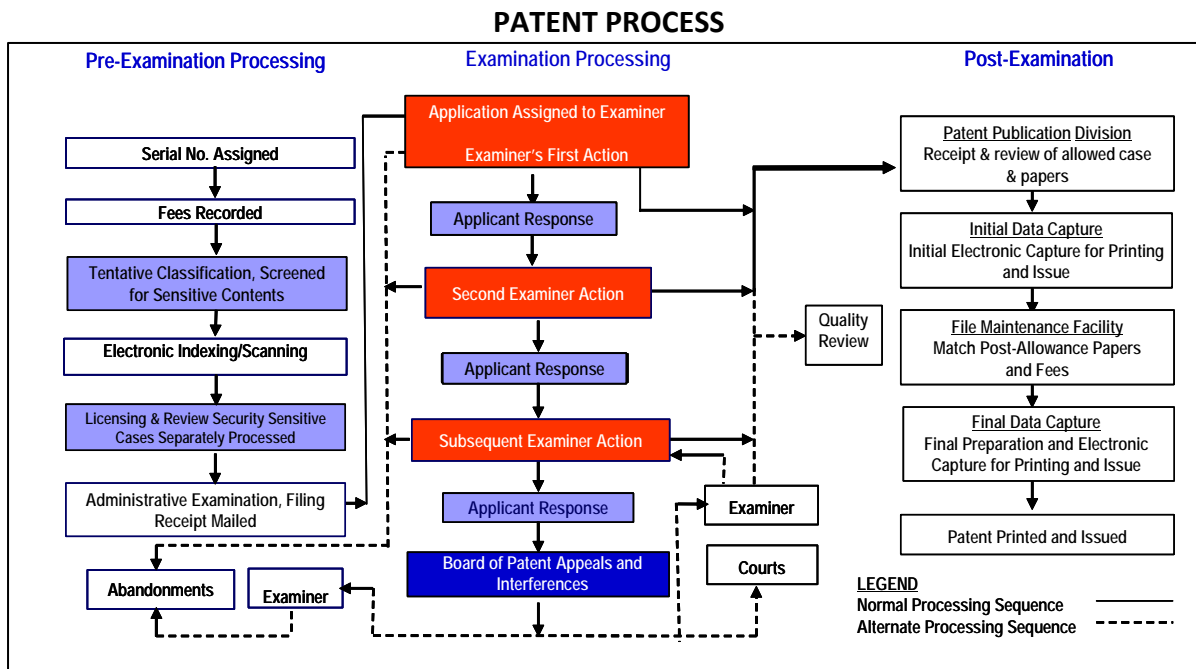 PATENT PROCESS
Pre-Examination Processing
Serial No. Assigned
Fees Recorded
Tentative Classification, Screened
for Sensitive Contents
Electronic Indexing/Scanning
Licensing & Review Security Sensitive
Cases Separately Processed
Administrative Examination, Filing
Receipt Mailed
Abandonments
Examiner
Examination Processing
Application Assigned to Examiner
Examiner's First Action
Applicant Response
Second Examiner Action
Applicant Response
Subsequent Examiner Action
Applicant Response
Board of Patent Appeals and
Interferences
Quality
Review
Examiner
Courts
Post-Examination
Patent Publication Division
Receipt & review of allowed case
& papers
Initial Data Capture
Initial Electronic Capture for Printing
and Issue
File Maintenance Facility
Match Post-Allowance Papers
and Fees
Final Data Capture
Final Preparation and Electronic
Capture for Printing and Issue
Patent Printed and Issued
LEGEND
Normal Processing Sequence
Alternate Processing Sequence